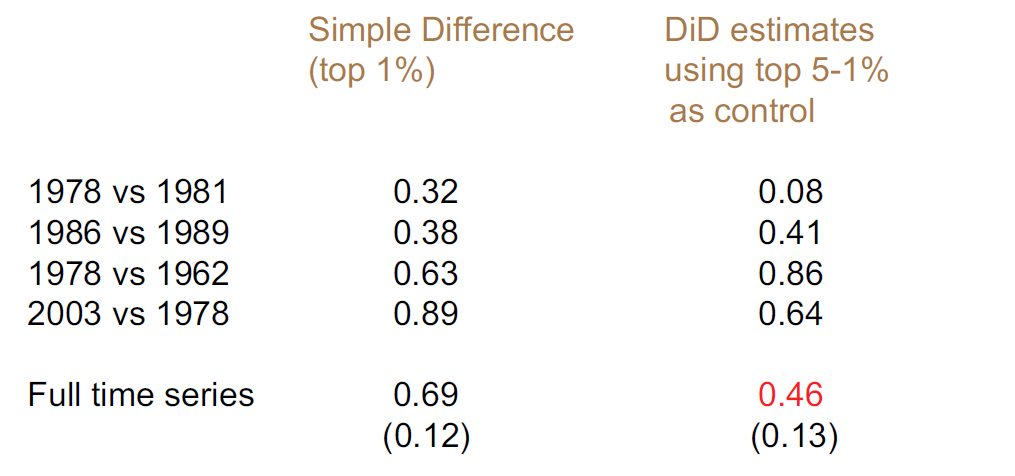 Simple Difference DiD estimates
(top 1%) using top 5-1%
as control
1978 vs 1981 0.32 0.08
1986 vs 1989 0.38 0.41
1978 vs 1962 0.63 0.86
2003 vs 1978 0.89 0.64
Full time series 0.69 0.46
(0.12) (0.13)